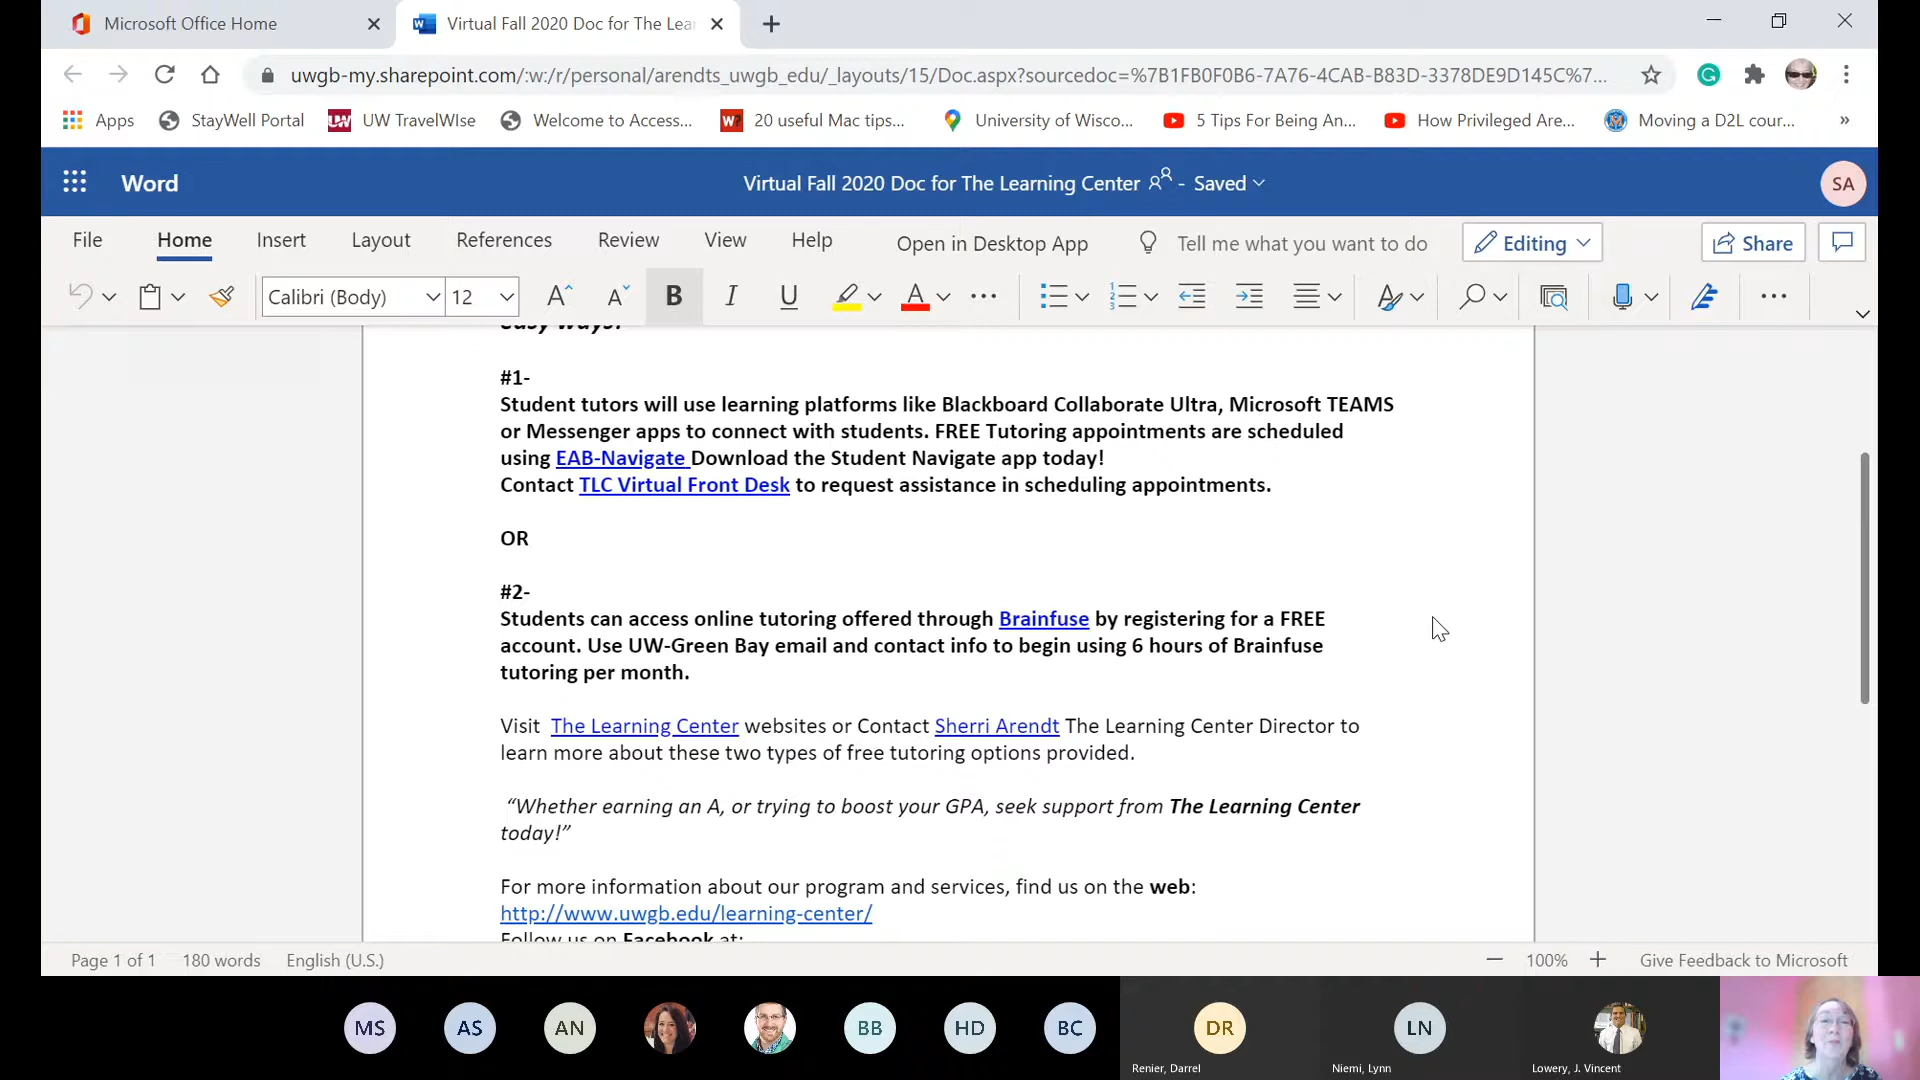 Microsoft Office Home
Virtual Fall 2020 Doc for The Lea
uwgb-my.sharepoint.com/:w:/r/personal/arendts_uwgb_edu/_layouts/15/Doc.aspx?sourcedoc=%7B1FB0F0B6-7A76-4CAB-B83D-3378DE9D145C%7...
Apps StayWell Portal UW TravelWIse Welcome to Access... 20 useful Mac tips... University of Wisco... 5 Tips For Being An... How Privileged Are... Moving a D2L cour... »
Word Virtual Fall 2020 Doc for The Learning Center - Saved SA
File Home Insert Layout References Review View Help Open in Desktop App Tell me what you want to do Editing Share
Calibri (Body) 12 A A B I U A
easy ways!
#1-
Student tutors will use learning platforms like Blackboard Collaborate Ultra, Microsoft TEAMS
or Messenger apps to connect with students. FREE Tutoring appointments are scheduled
using EAB-Navigate Download the Student Navigate app today!
Contact TLC Virtual Front Desk to request assistance in scheduling appointments.
OR
#2-
Students can access online tutoring offered through Brainfuse by registering for a FREE
account. Use UW-Green Bay email and contact info to begin using 6 hours of Brainfuse
tutoring per month.
Visit The Learning Center websites or Contact Sherri Arendt The Learning Center Director to
learn more about these two types of free tutoring options provided.
“Whether earning an A, or trying to boost your GPA, seek support from The Learning Center
today!”
For more information about our program and services, find us on the web:
http://www.uwgb.edu/learning-center/
Follow us on Facebook at:
Page 1 of 1 180 words English (U.S.) 100% Give Feedback to Microsoft
MS AS AN BB HD BC DR LN
Renier, Darrel Niemi, Lynn Lowery, J. Vincent